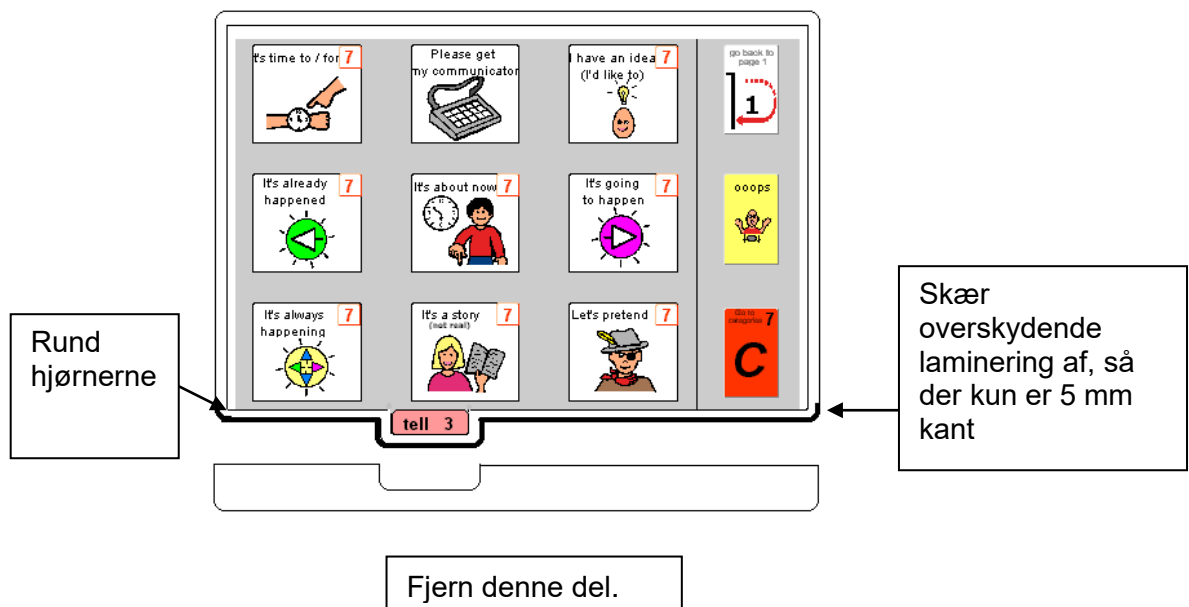 It's time to / for 7
Please get
my communicator
I have an idea 7
(I'd like to)
go back to
page 1
1
It's already 7
happened
It's about now 7
It's going 7
to happen
ooops
It's always 7
happening
It's a story 7
(not real)
Let's pretend 7
Go to
categories 7
C
tell 3
Rund
hjørnerne
Skær
overskydende
laminering af, så
der kun er 5 mm
kant
Fjern denne del.